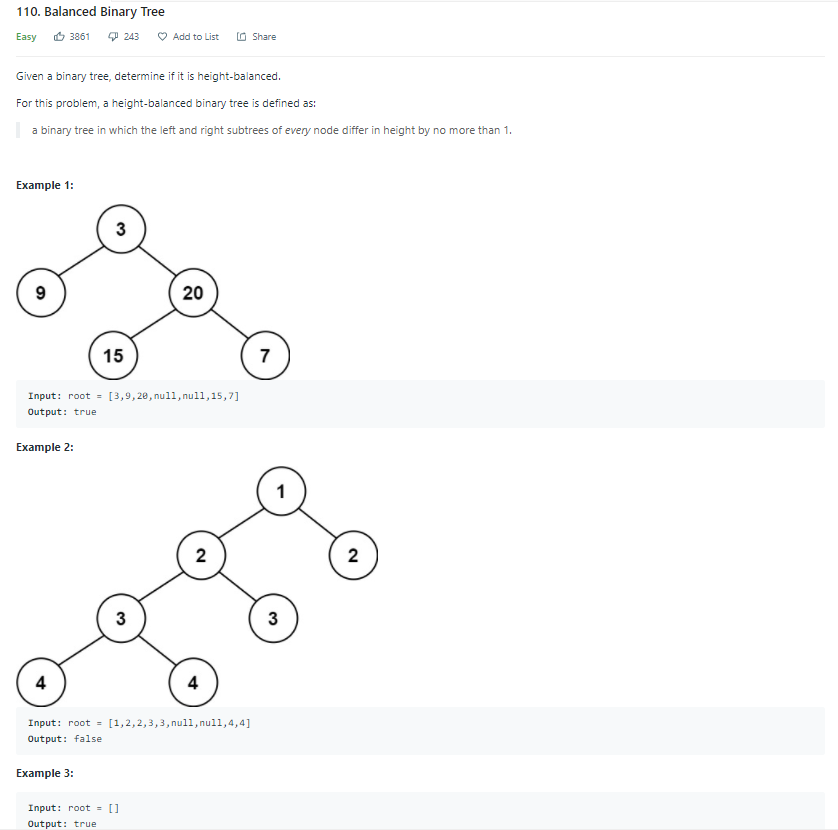 110. Balanced Binary Tree
Easy 3861 243 Add to List Share
Given a binary tree, determine if it is height-balanced.
For this problem, a height-balanced binary tree is defined as:
a binary tree in which the left and right subtrees of every node differ in height by no more than 1.
Example 1:
3
9 20
15 7
Input: root = [3,9,20,null,null,15,7]
Output: true
Example 2:
1
2 2
3 3
4 4
Input: root = [1,2,2,3,3,null,null,4,4]
Output: false
Example 3:
Input: root = []
Output: true